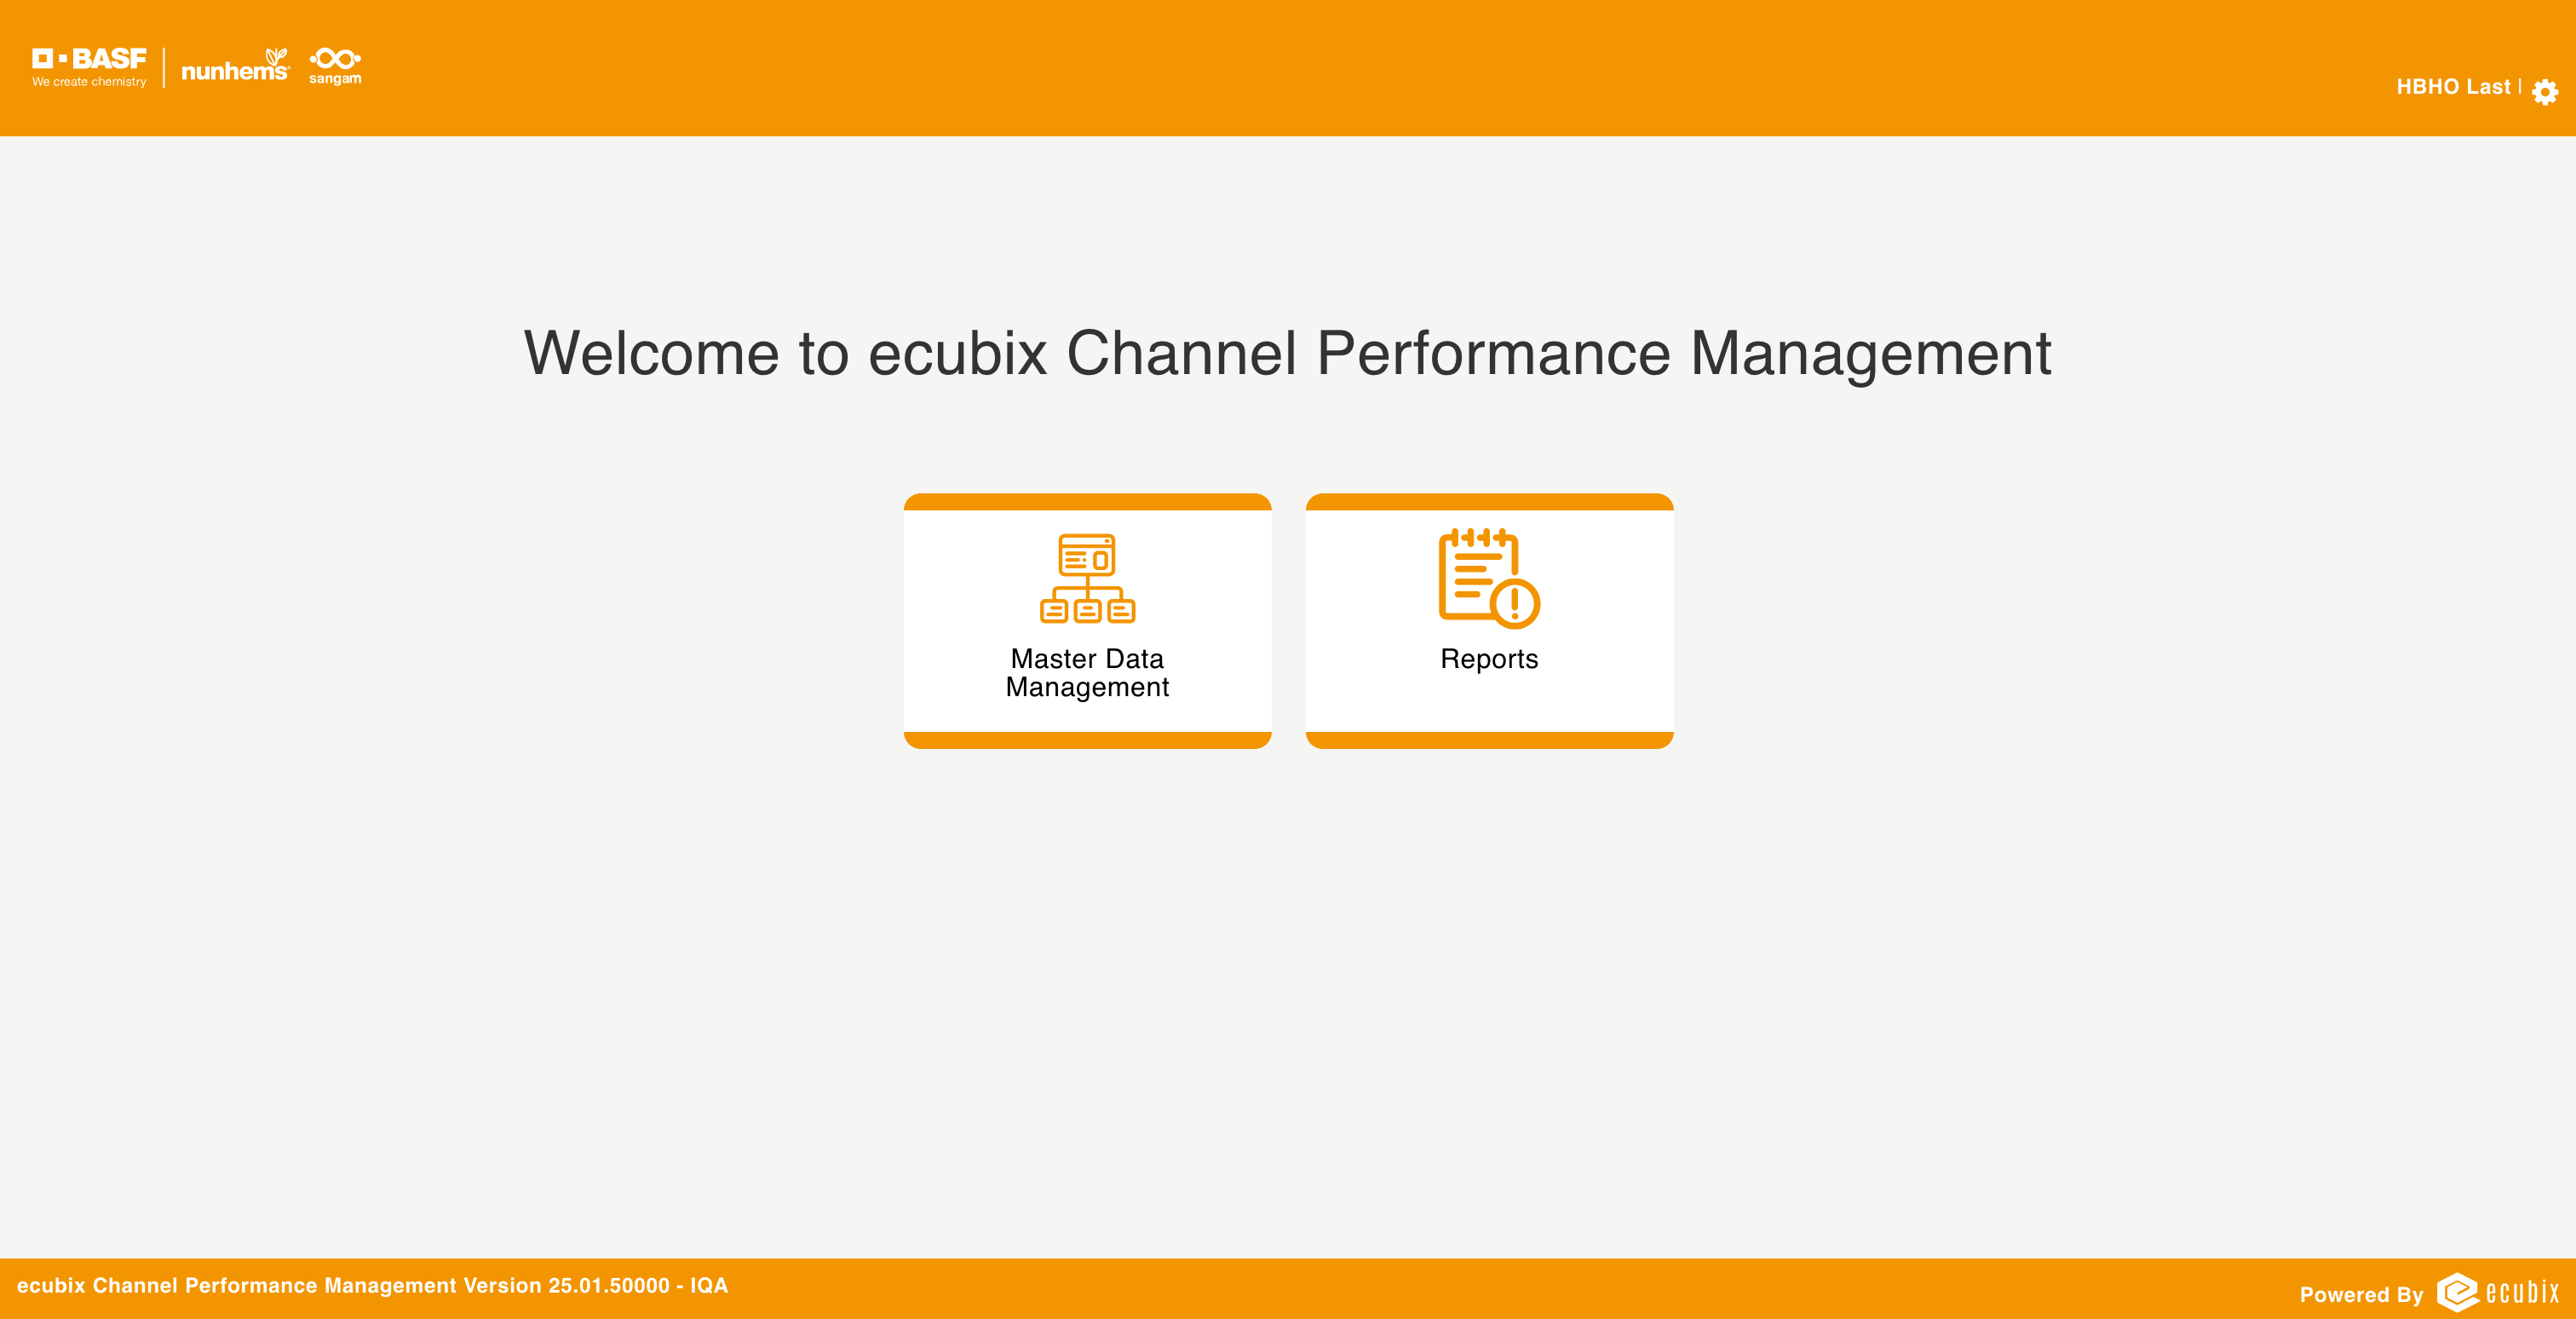 BASF
We create chemistry
nunhems®
sangam
HBHO Last |
Welcome to ecubix Channel Performance Management
Master Data
Management
Reports
ecubix Channel Performance Management Version 25.01.50000 - IQA
Powered By ecubix